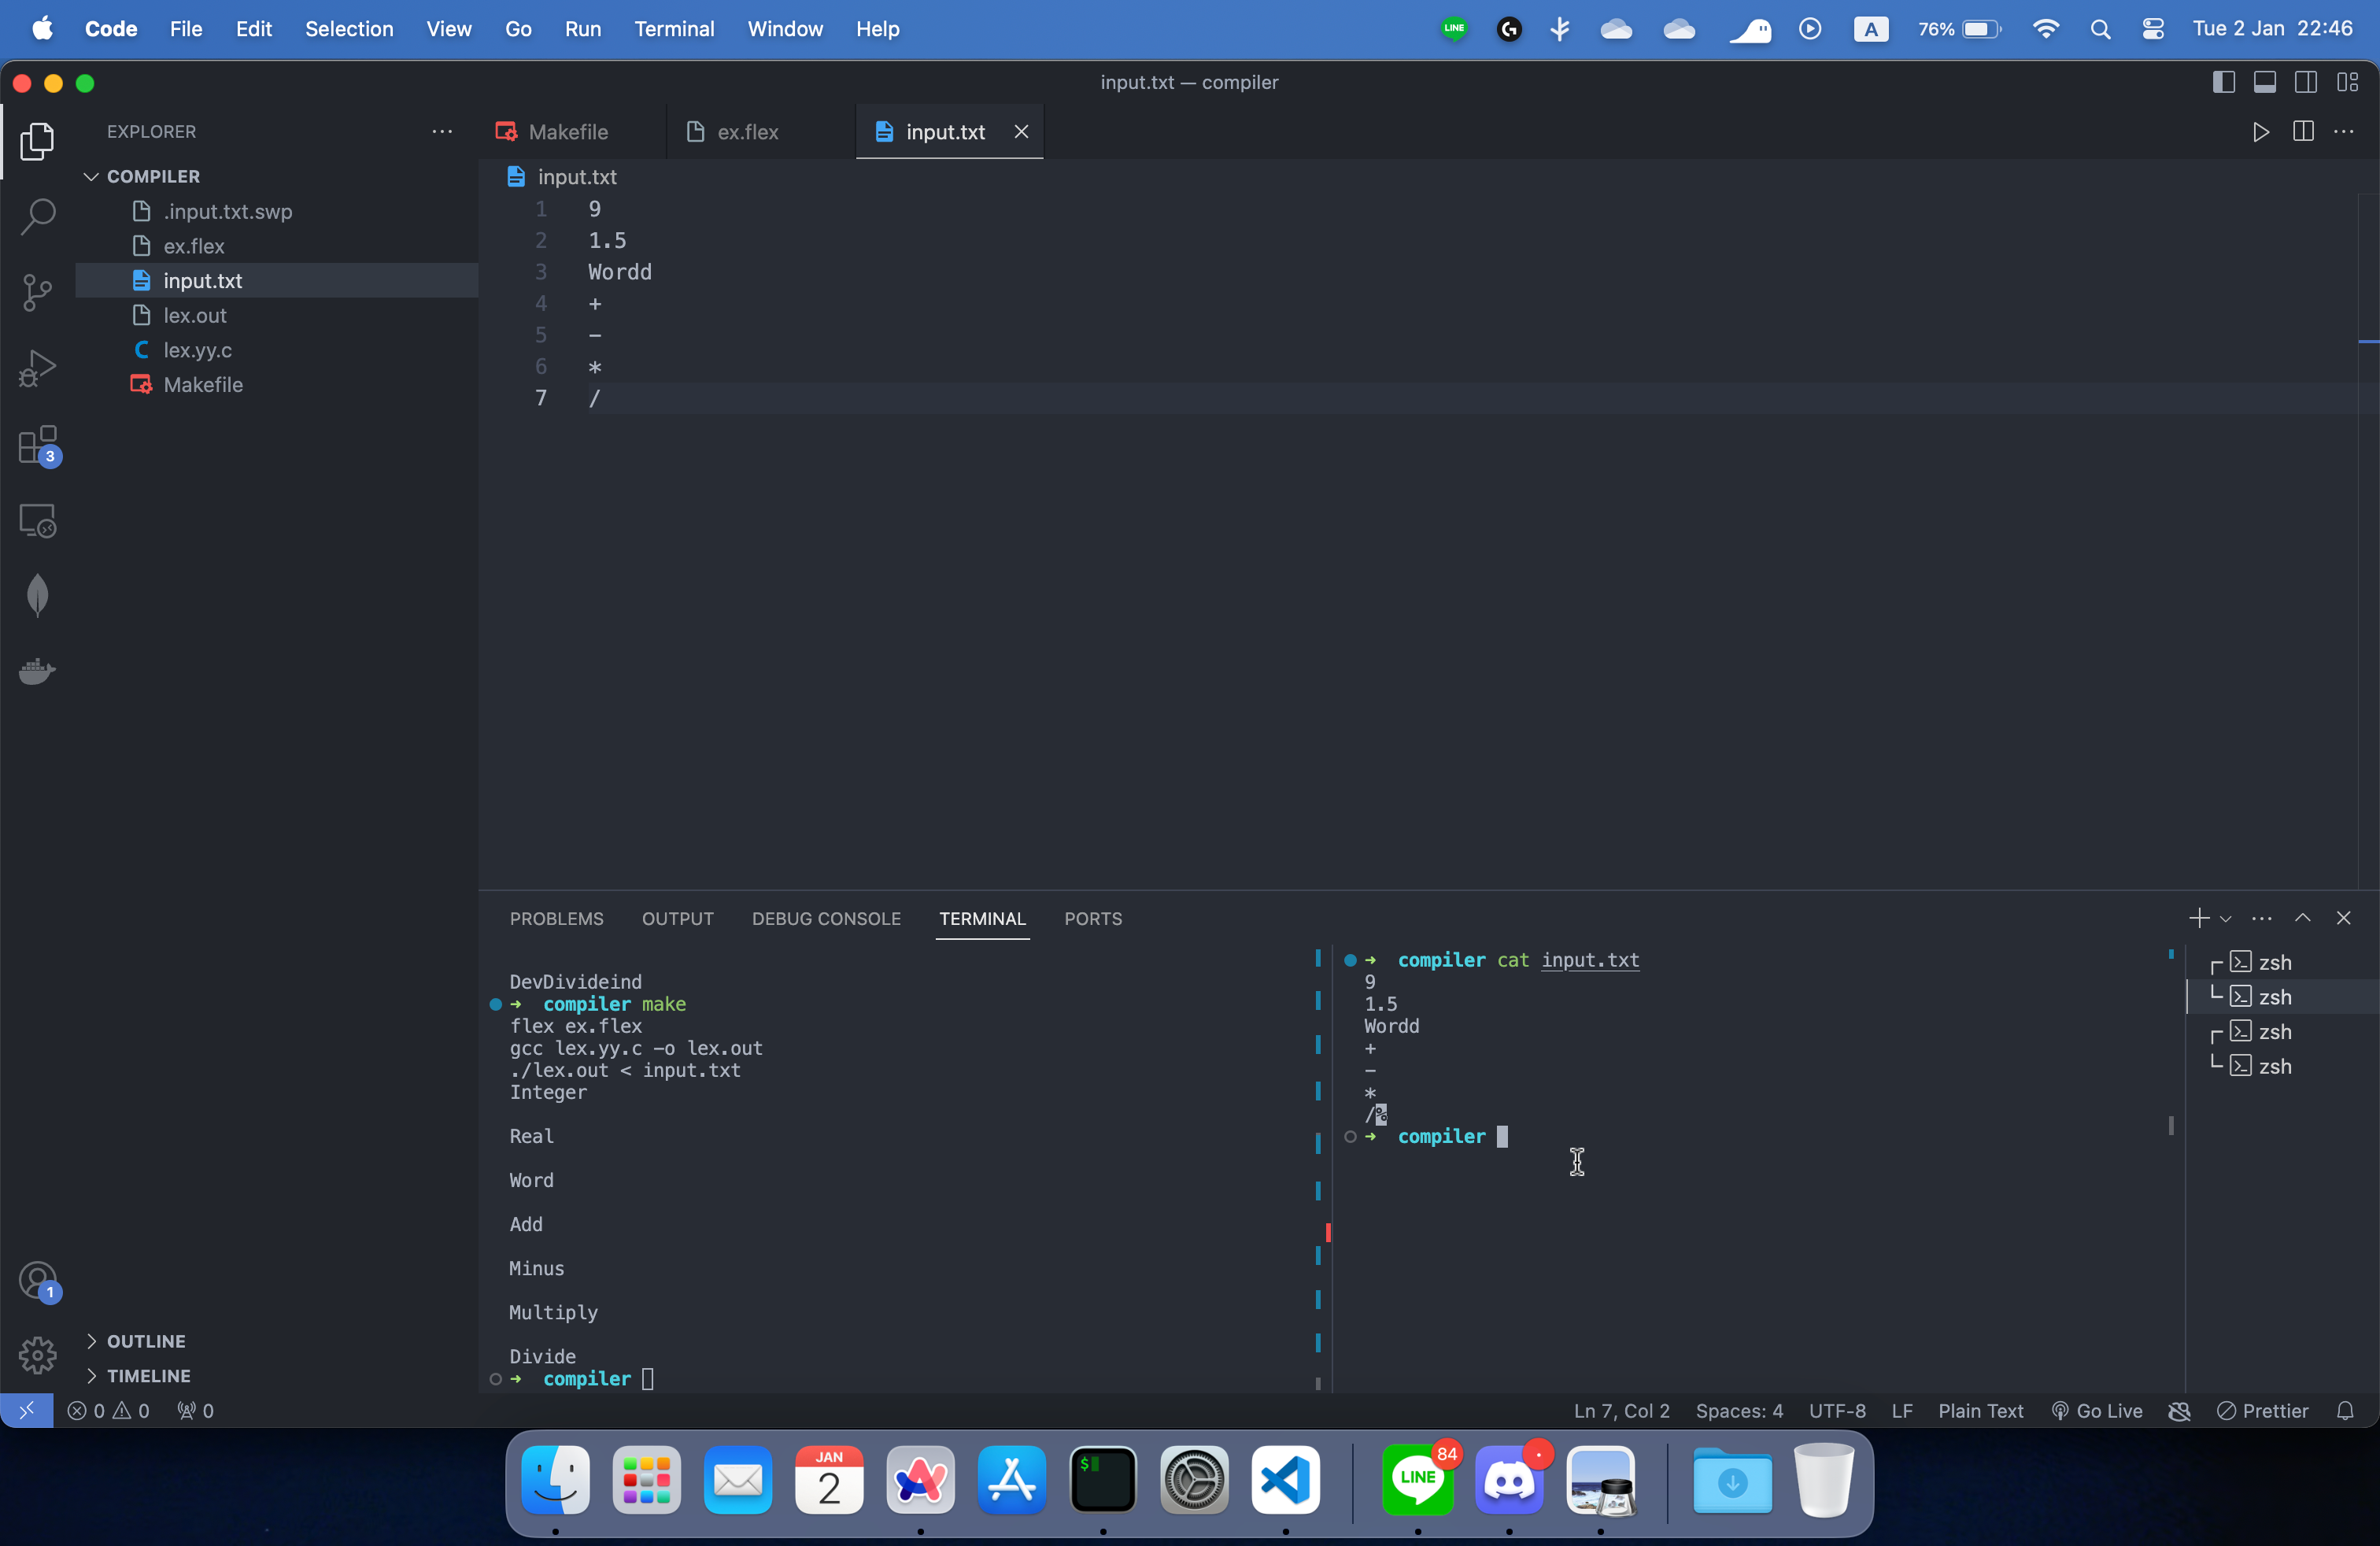 Code File Edit Selection View Go Run Terminal Window Help LINE A 76% Tue 2 Jan 22:46
input.txt — compiler
EXPLORER
COMPILER
.input.txt.swp
ex.flex
input.txt
lex.out
C lex.yy.c
Makefile
3
1
OUTLINE
TIMELINE
Makefile ex.flex input.txt
input.txt
1 9
2 1.5
3 Wordd
4 +
5 -
6 *
7 /
PROBLEMS OUTPUT DEBUG CONSOLE TERMINAL PORTS
DevDivideind
→ compiler make
flex ex.flex
gcc lex.yy.c -o lex.out
./lex.out < input.txt
Integer
Real
Word
Add
Minus
Multiply
Divide
→ compiler
→ compiler cat input.txt
9
1.5
Wordd
+
-
*
/%
→ compiler
zsh
zsh
zsh
zsh
0 0 0 Ln 7, Col 2 Spaces: 4 UTF-8 LF Plain Text Go Live Prettier
JAN
2
$
LINE
84